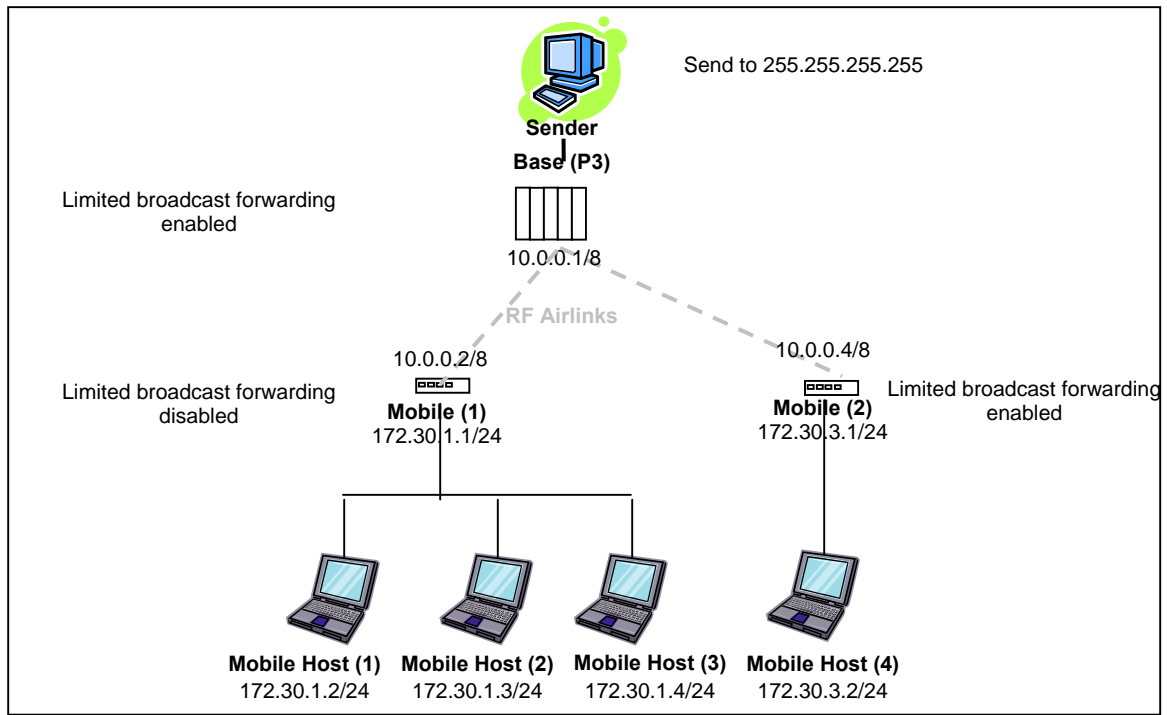 Send to 255.255.255.255
Sender
Base (P3)
Limited broadcast forwarding
enabled
10.0.0.1/8
RF Airlinks
10.0.0.2/8
10.0.0.4/8
Limited broadcast forwarding
disabled
Mobile (1)
172.30.1.1/24
Mobile (2)
172.30.3.1/24
Limited broadcast forwarding
enabled
Mobile Host (1)
172.30.1.2/24
Mobile Host (2)
172.30.1.3/24
Mobile Host (3)
172.30.1.4/24
Mobile Host (4)
172.30.3.2/24